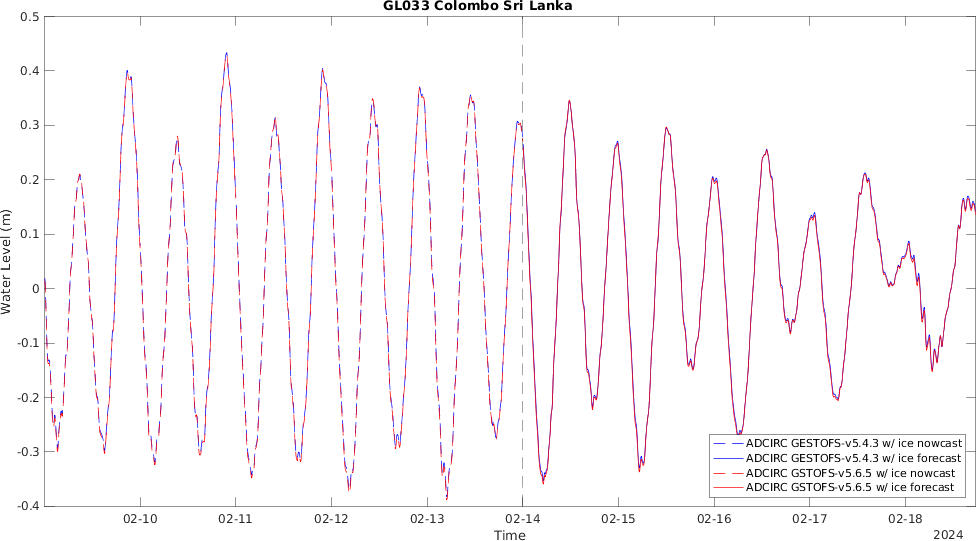 GL033 Colombo Sri Lanka
0.5
0.4
0.3
0.2
0.1
0
-0.1
-0.2
-0.3
-0.4
Water Level (m)
ADCIRC GESTOFS-v5.4.3 w/ ice nowcast
ADCIRC GESTOFS-v5.4.3 w/ ice forecast
ADCIRC GSTOFS-v5.6.5 w/ ice nowcast
ADCIRC GSTOFS-v5.6.5 w/ ice forecast
02-10 02-11 02-12 02-13 02-14 02-15 02-16 02-17 02-18
Time
2024